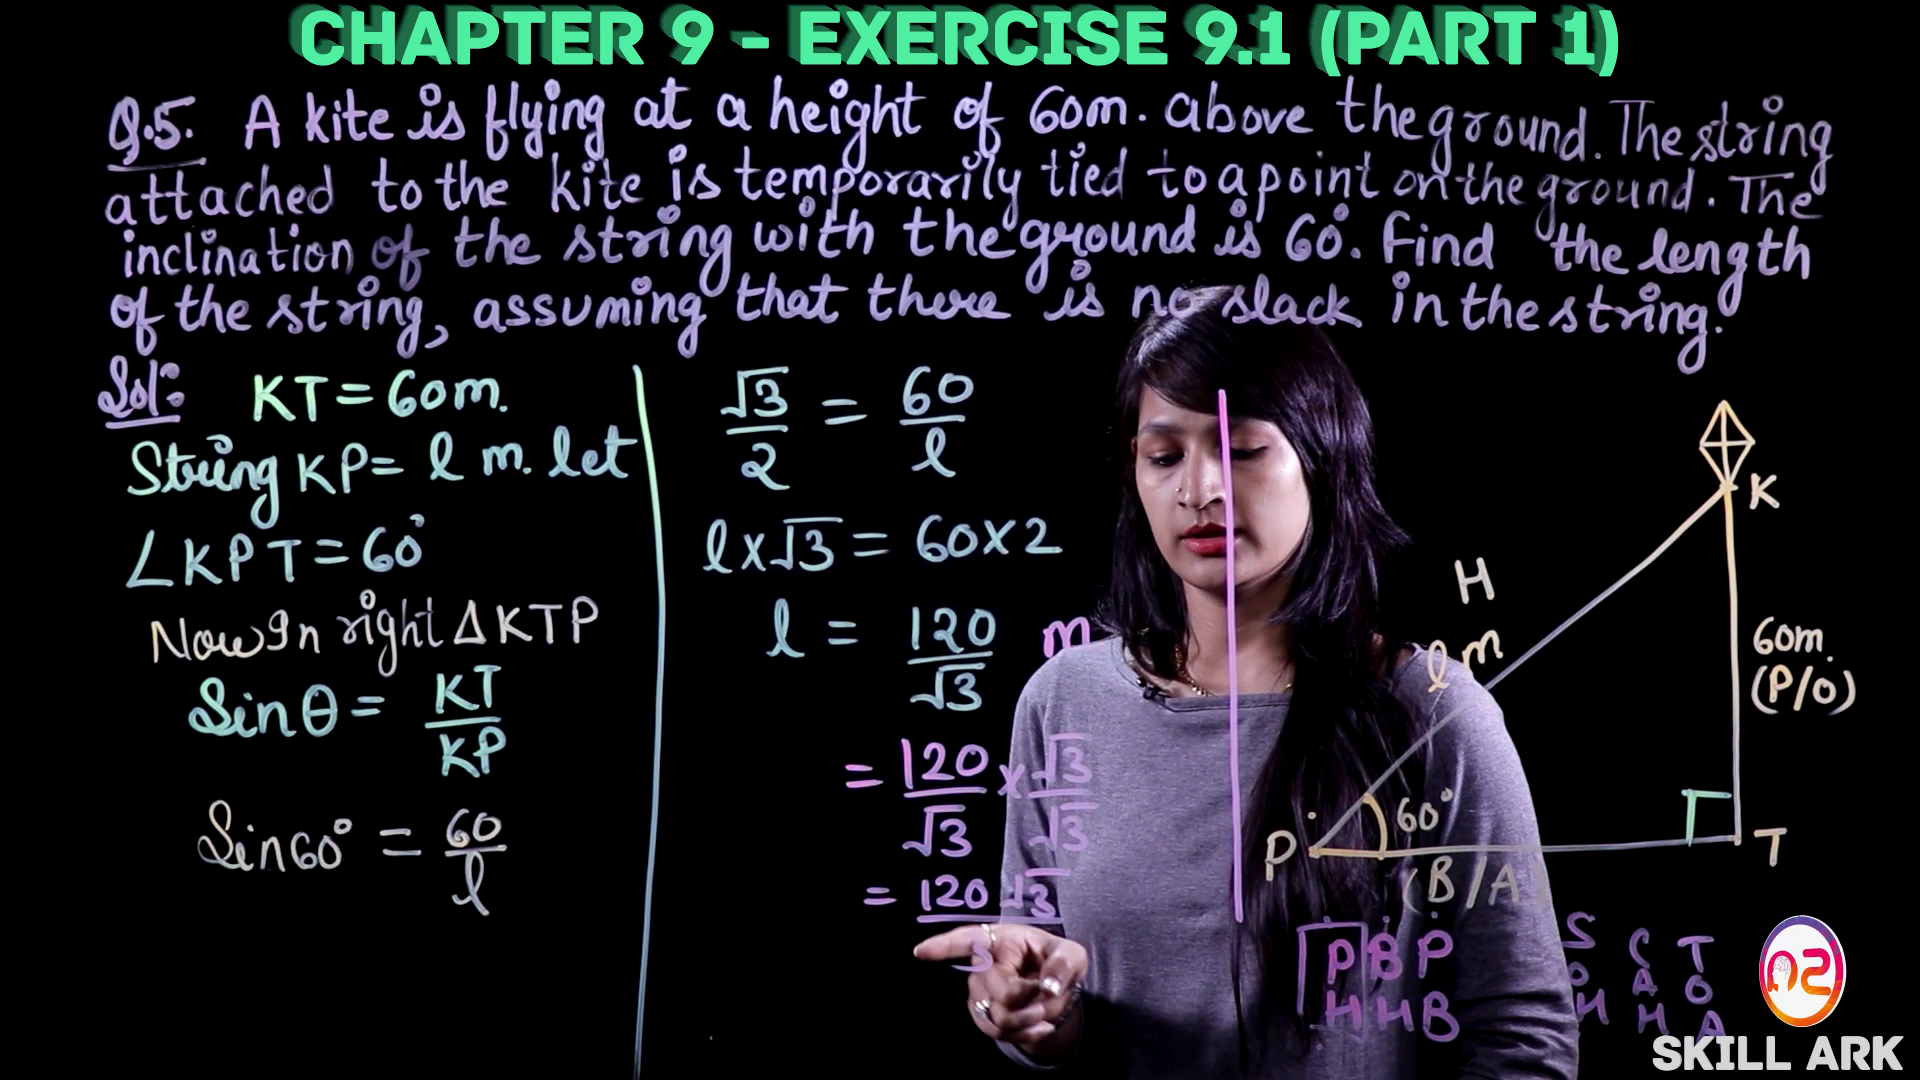 CHAPTER 9 - EXERCISE 9.1 (PART 1)
Q.5. A kite is flying at a height of 60m. above the ground. The string
attached to the kite is temporarily tied to a point on the ground. The
inclination of the string with the ground is 60°. Find the length
of the string, assuming that there is no slack in the string.
Sol:
KT = 60m.
String KP = l m. let
∠KPT = 60°
Now In right ΔKTP
Sin θ = KT/KP
Sin 60° = 60/l
√3/2 = 60/l
l x √3 = 60 x 2
l = 120/√3 m
= 120/√3 x √3/√3
= 120√3/3
K
H
l m
60m.
(P/O)
60°
P
T
(B/A)
P B P
H H B
S C T
O A O
H H A
SKILL ARK